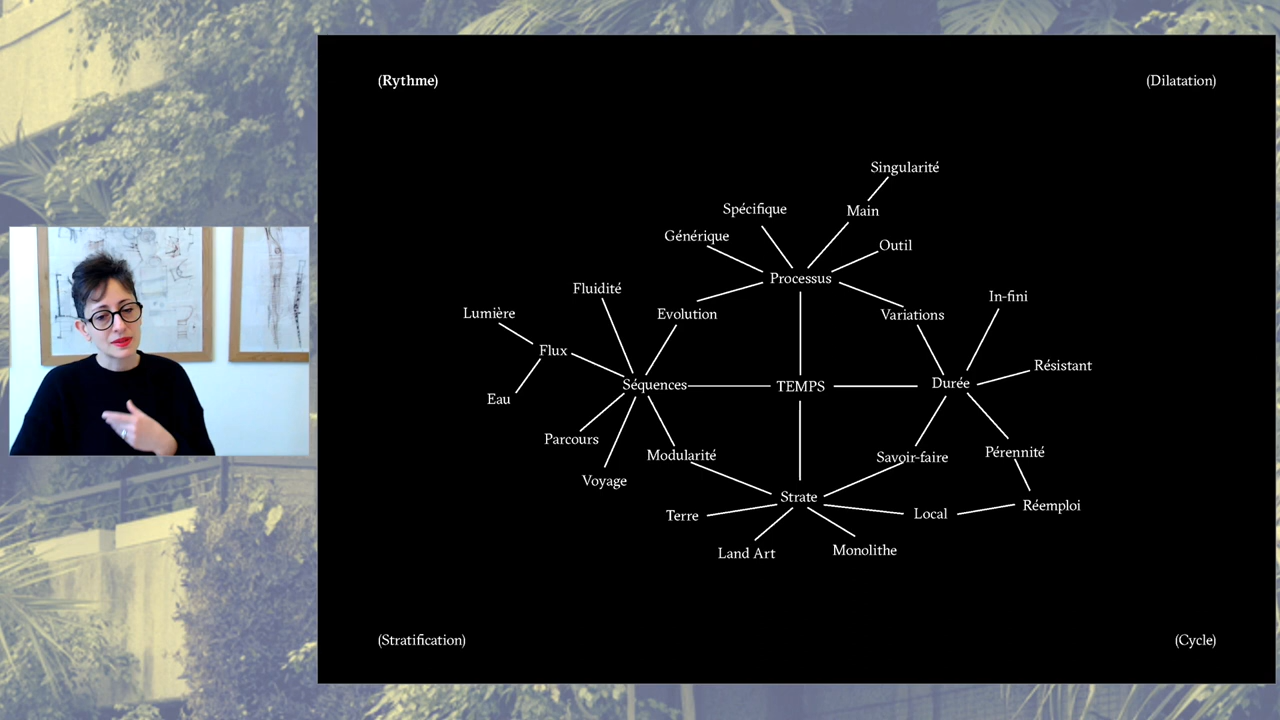 (Rythme)
(Dilatation)
Singularité
Spécifique
Main
Générique
Outil
Processus
Fluidité
In-fini
Lumière
Evolution
Variations
Flux
Résistant
Séquences
TEMPS
Durée
Eau
Parcours
Modularité
Savoir-faire
Pérennité
Voyage
Strate
Terre
Local
Réemploi
Land Art
Monolithe
(Stratification)
(Cycle)